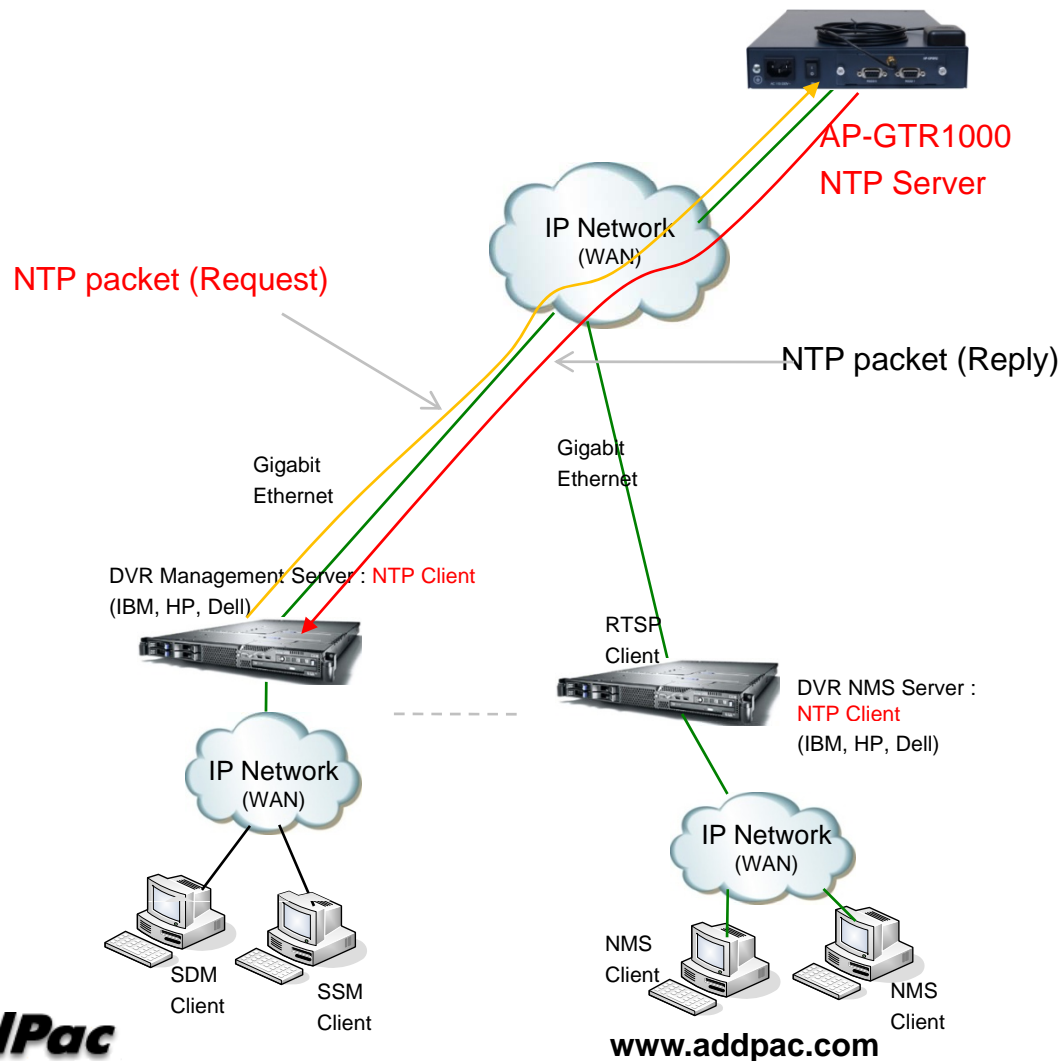 AP-GTR1000
NTP Server
IP Network
(WAN)
NTP packet (Request)
NTP packet (Reply)
Gigabit
Ethernet
Gigabit
Ethernet
DVR Management Server : NTP Client
(IBM, HP, Dell)
RTSP
Client
DVR NMS Server :
NTP Client
(IBM, HP, Dell)
IP Network
(WAN)
IP Network
(WAN)
SDM
Client
SSM
Client
NMS
Client
NMS
Client
www.addpac.com